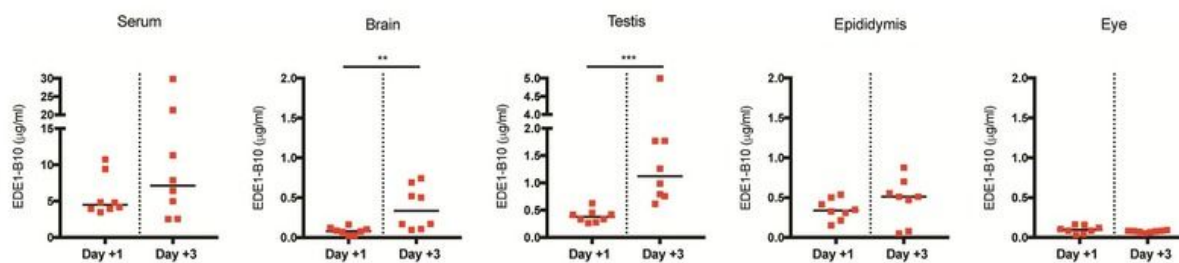 Serum
EDE1-B10 (μg/ml)
30
25
20
15
10
5
0
Day +1
Day +3
Brain
**
EDE1-B10 (μg/ml)
2.0
1.5
1.0
0.5
0.0
Day +1
Day +3
Testis
***
EDE1-B10 (μg/ml)
5.0
4.5
4.0
2.0
1.5
1.0
0.5
0.0
Day +1
Day +3
Epididymis
EDE1-B10 (μg/ml)
2.0
1.5
1.0
0.5
0.0
Day +1
Day +3
Eye
EDE1-B10 (μg/ml)
2.0
1.5
1.0
0.5
0.0
Day +1
Day +3